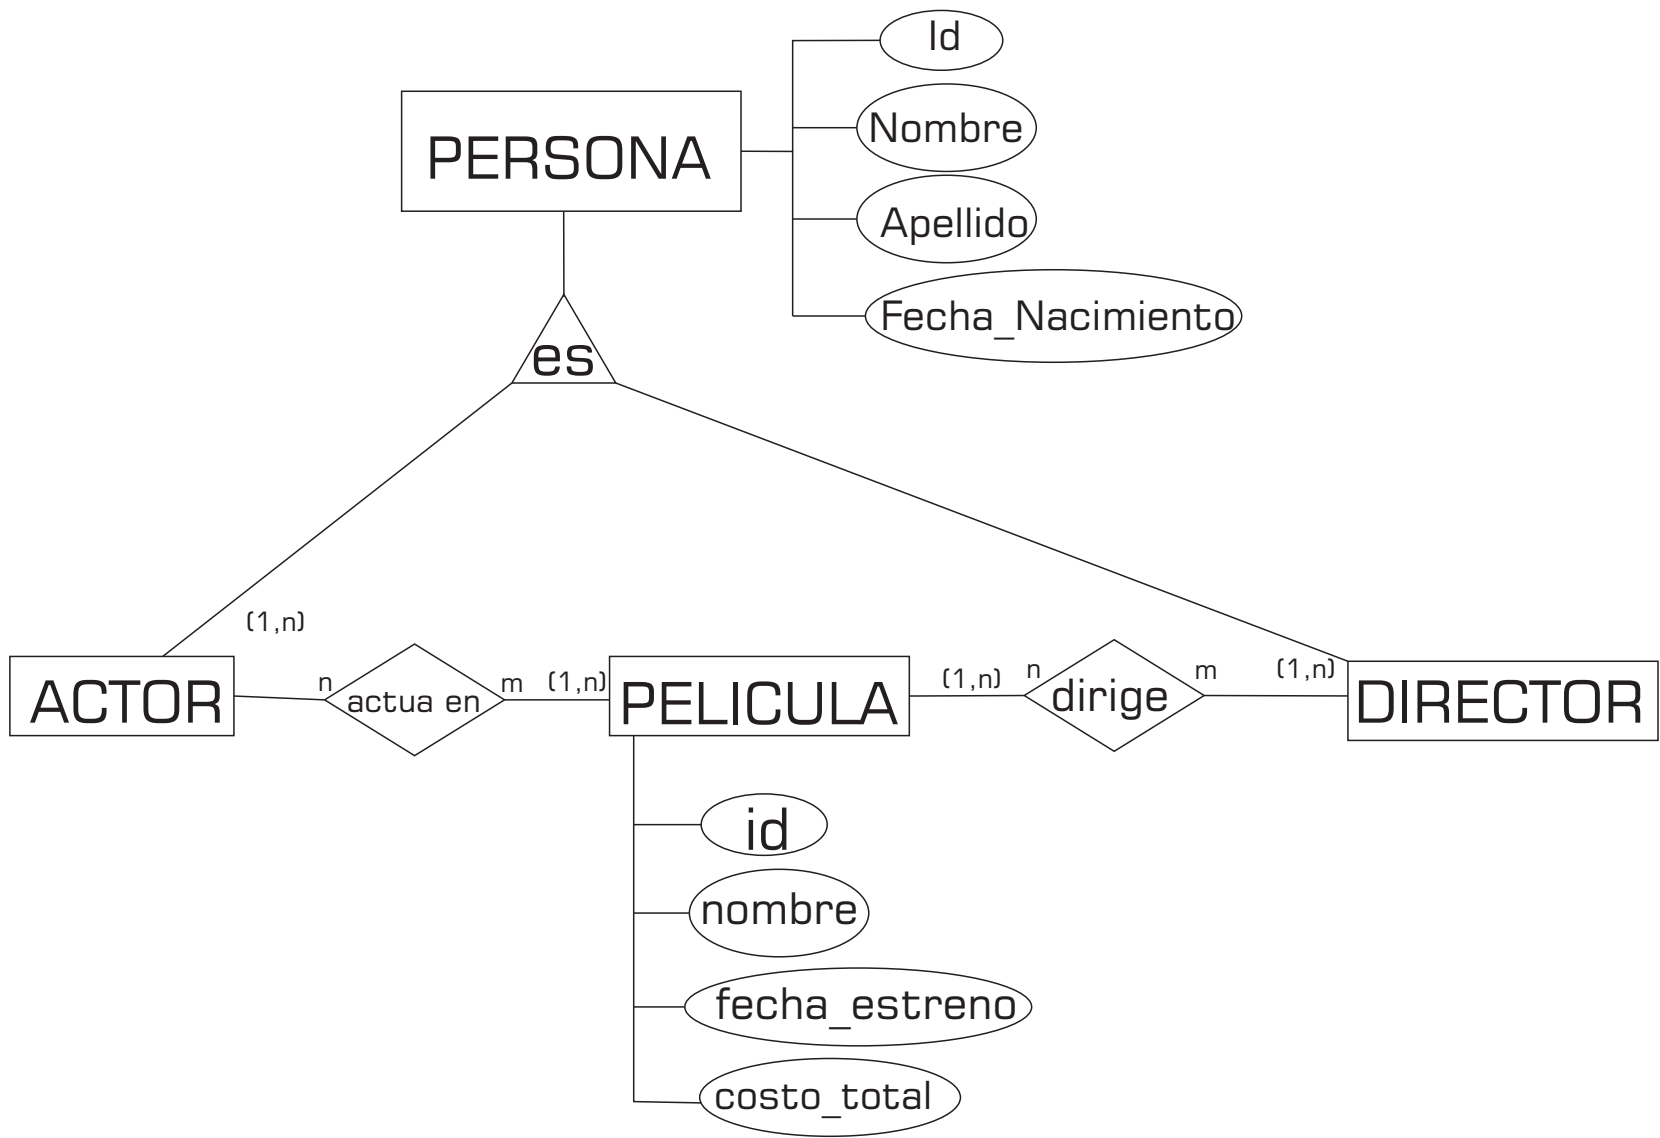 Id
PERSONA
Nombre
Apellido
Fecha_Nacimiento
es
(1,n)
ACTOR
n
actua en
m
(1,n)
PELICULA
(1,n)
n
dirige
m
(1,n)
DIRECTOR
id
nombre
fecha_estreno
costo_total